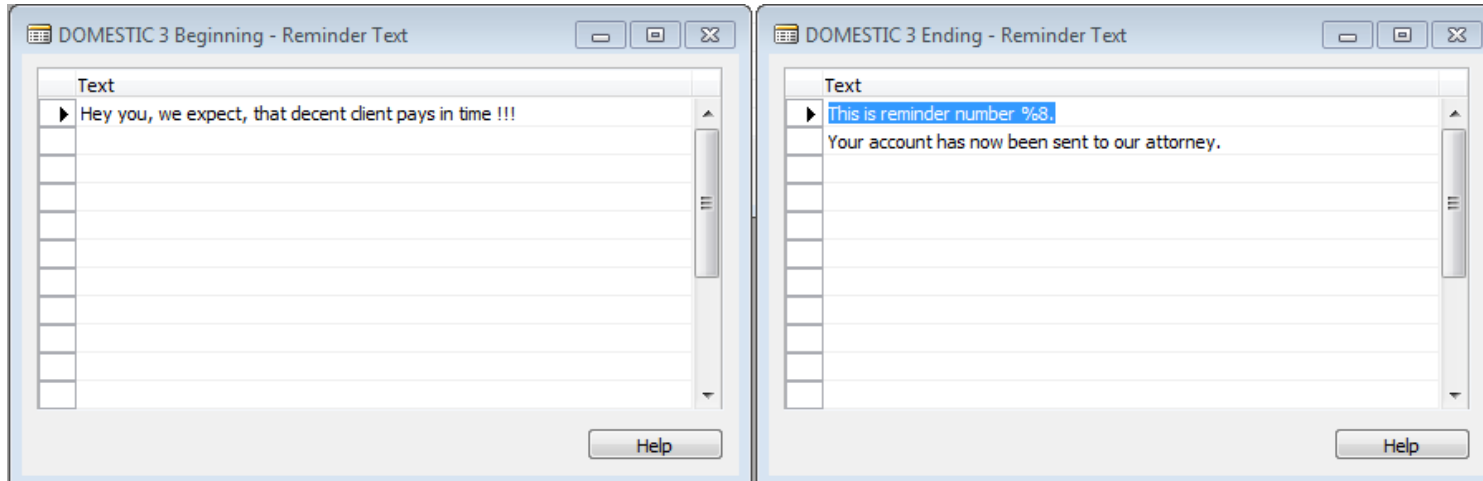 DOMESTIC 3 Beginning - Reminder Text
Text
Hey you, we expect, that decent client pays in time !!!
Help
DOMESTIC 3 Ending - Reminder Text
Text
This is reminder number %8.
Your account has now been sent to our attorney.
Help